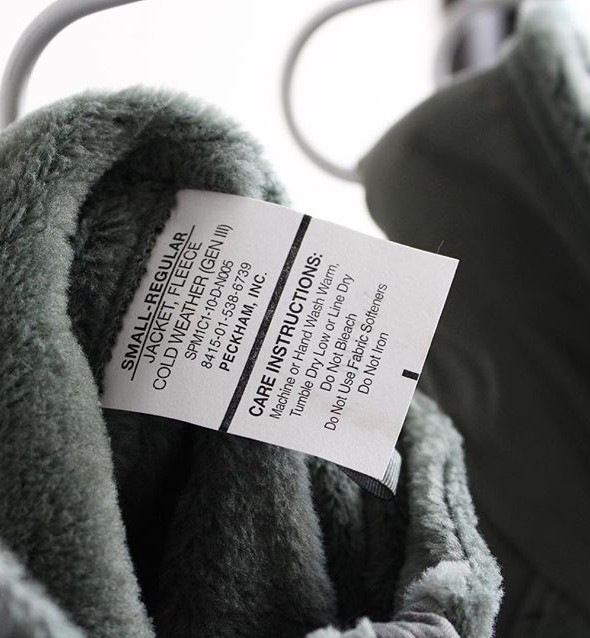 SMALL-REGULAR
JACKET, FLEECE
COLD WEATHER (GEN III)
SPM1C1-10-D-N005
8415-01-538-6739
PECKHAM, INC.
CARE INSTRUCTIONS:
Machine or Hand Wash Warm,
Tumble Dry Low or Line Dry
Do Not Bleach
Do Not Use Fabric Softeners
Do Not Iron